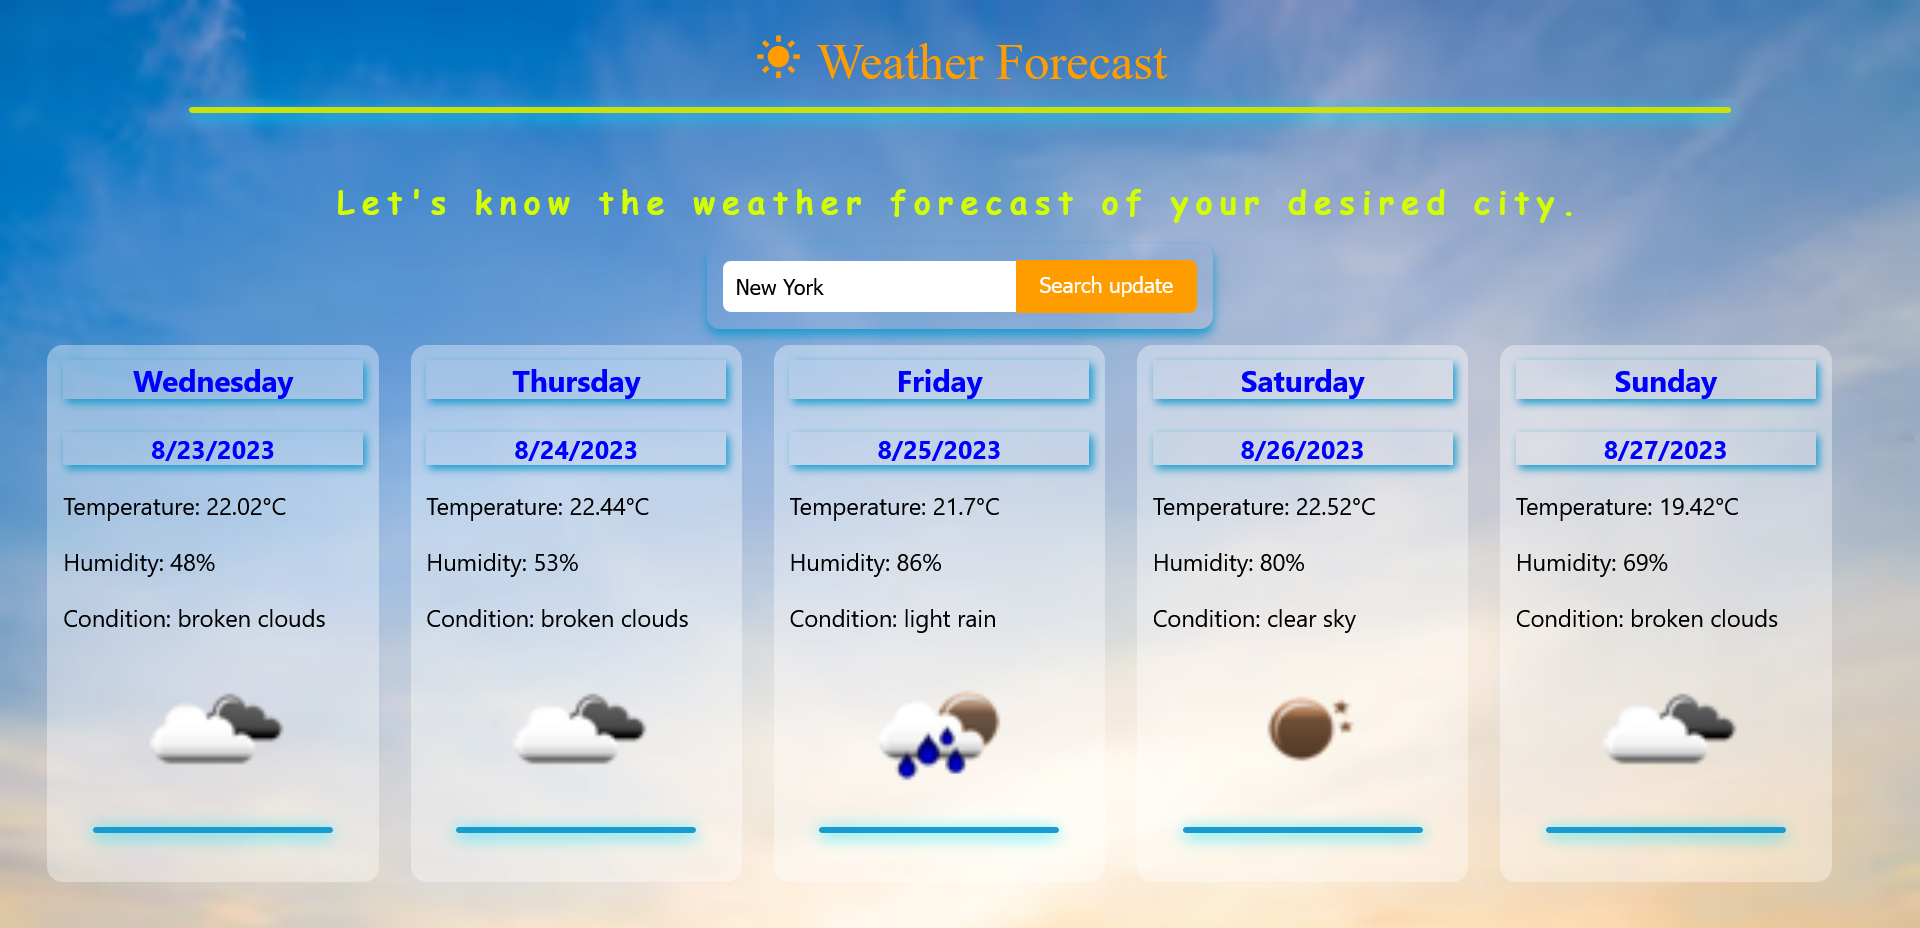 Weather Forecast
Let's know the weather forecast of your desired city.
New York
Search update
Wednesday
8/23/2023
Temperature: 22.02°C
Humidity: 48%
Condition: broken clouds
Thursday
8/24/2023
Temperature: 22.44°C
Humidity: 53%
Condition: broken clouds
Friday
8/25/2023
Temperature: 21.7°C
Humidity: 86%
Condition: light rain
Saturday
8/26/2023
Temperature: 22.52°C
Humidity: 80%
Condition: clear sky
Sunday
8/27/2023
Temperature: 19.42°C
Humidity: 69%
Condition: broken clouds